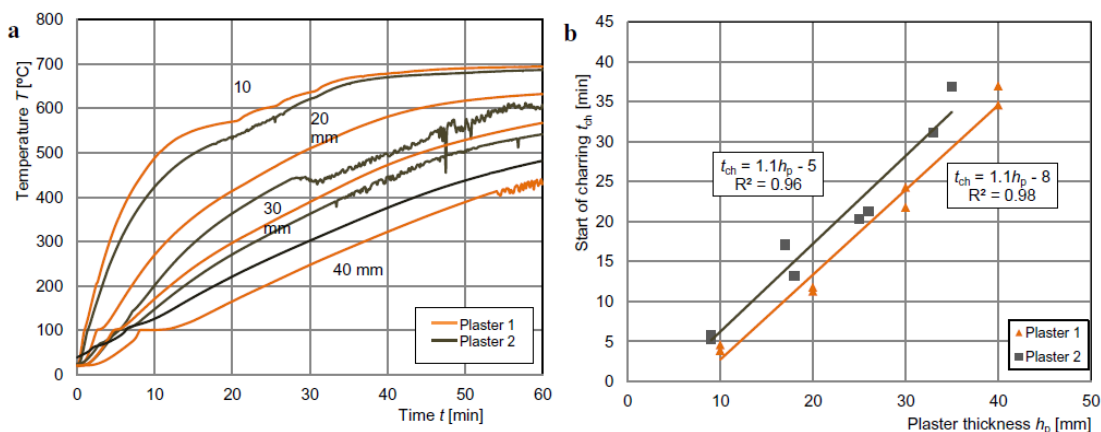 a
800
700
600
500
400
300
200
100
0
Temperature T [ºC]
10
20
mm
30
mm
40 mm
Plaster 1
Plaster 2
0 10 20 30 40 50 60
Time t [min]
b
45
40
35
30
25
20
15
10
5
0
Start of charring tch [min]
tch = 1.1hp - 5
R² = 0.96
tch = 1.1hp - 8
R² = 0.98
Plaster 1
Plaster 2
0 10 20 30 40 50
Plaster thickness hp [mm]